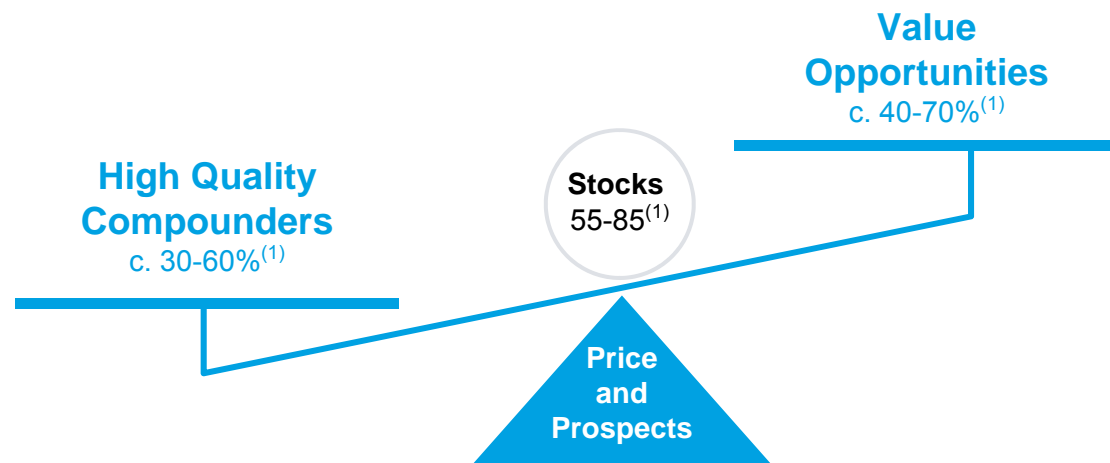 Value
Opportunities
c. 40-70%(1)
High Quality
Compounders
c. 30-60%(1)
Stocks
55-85(1)
Price
and
Prospects